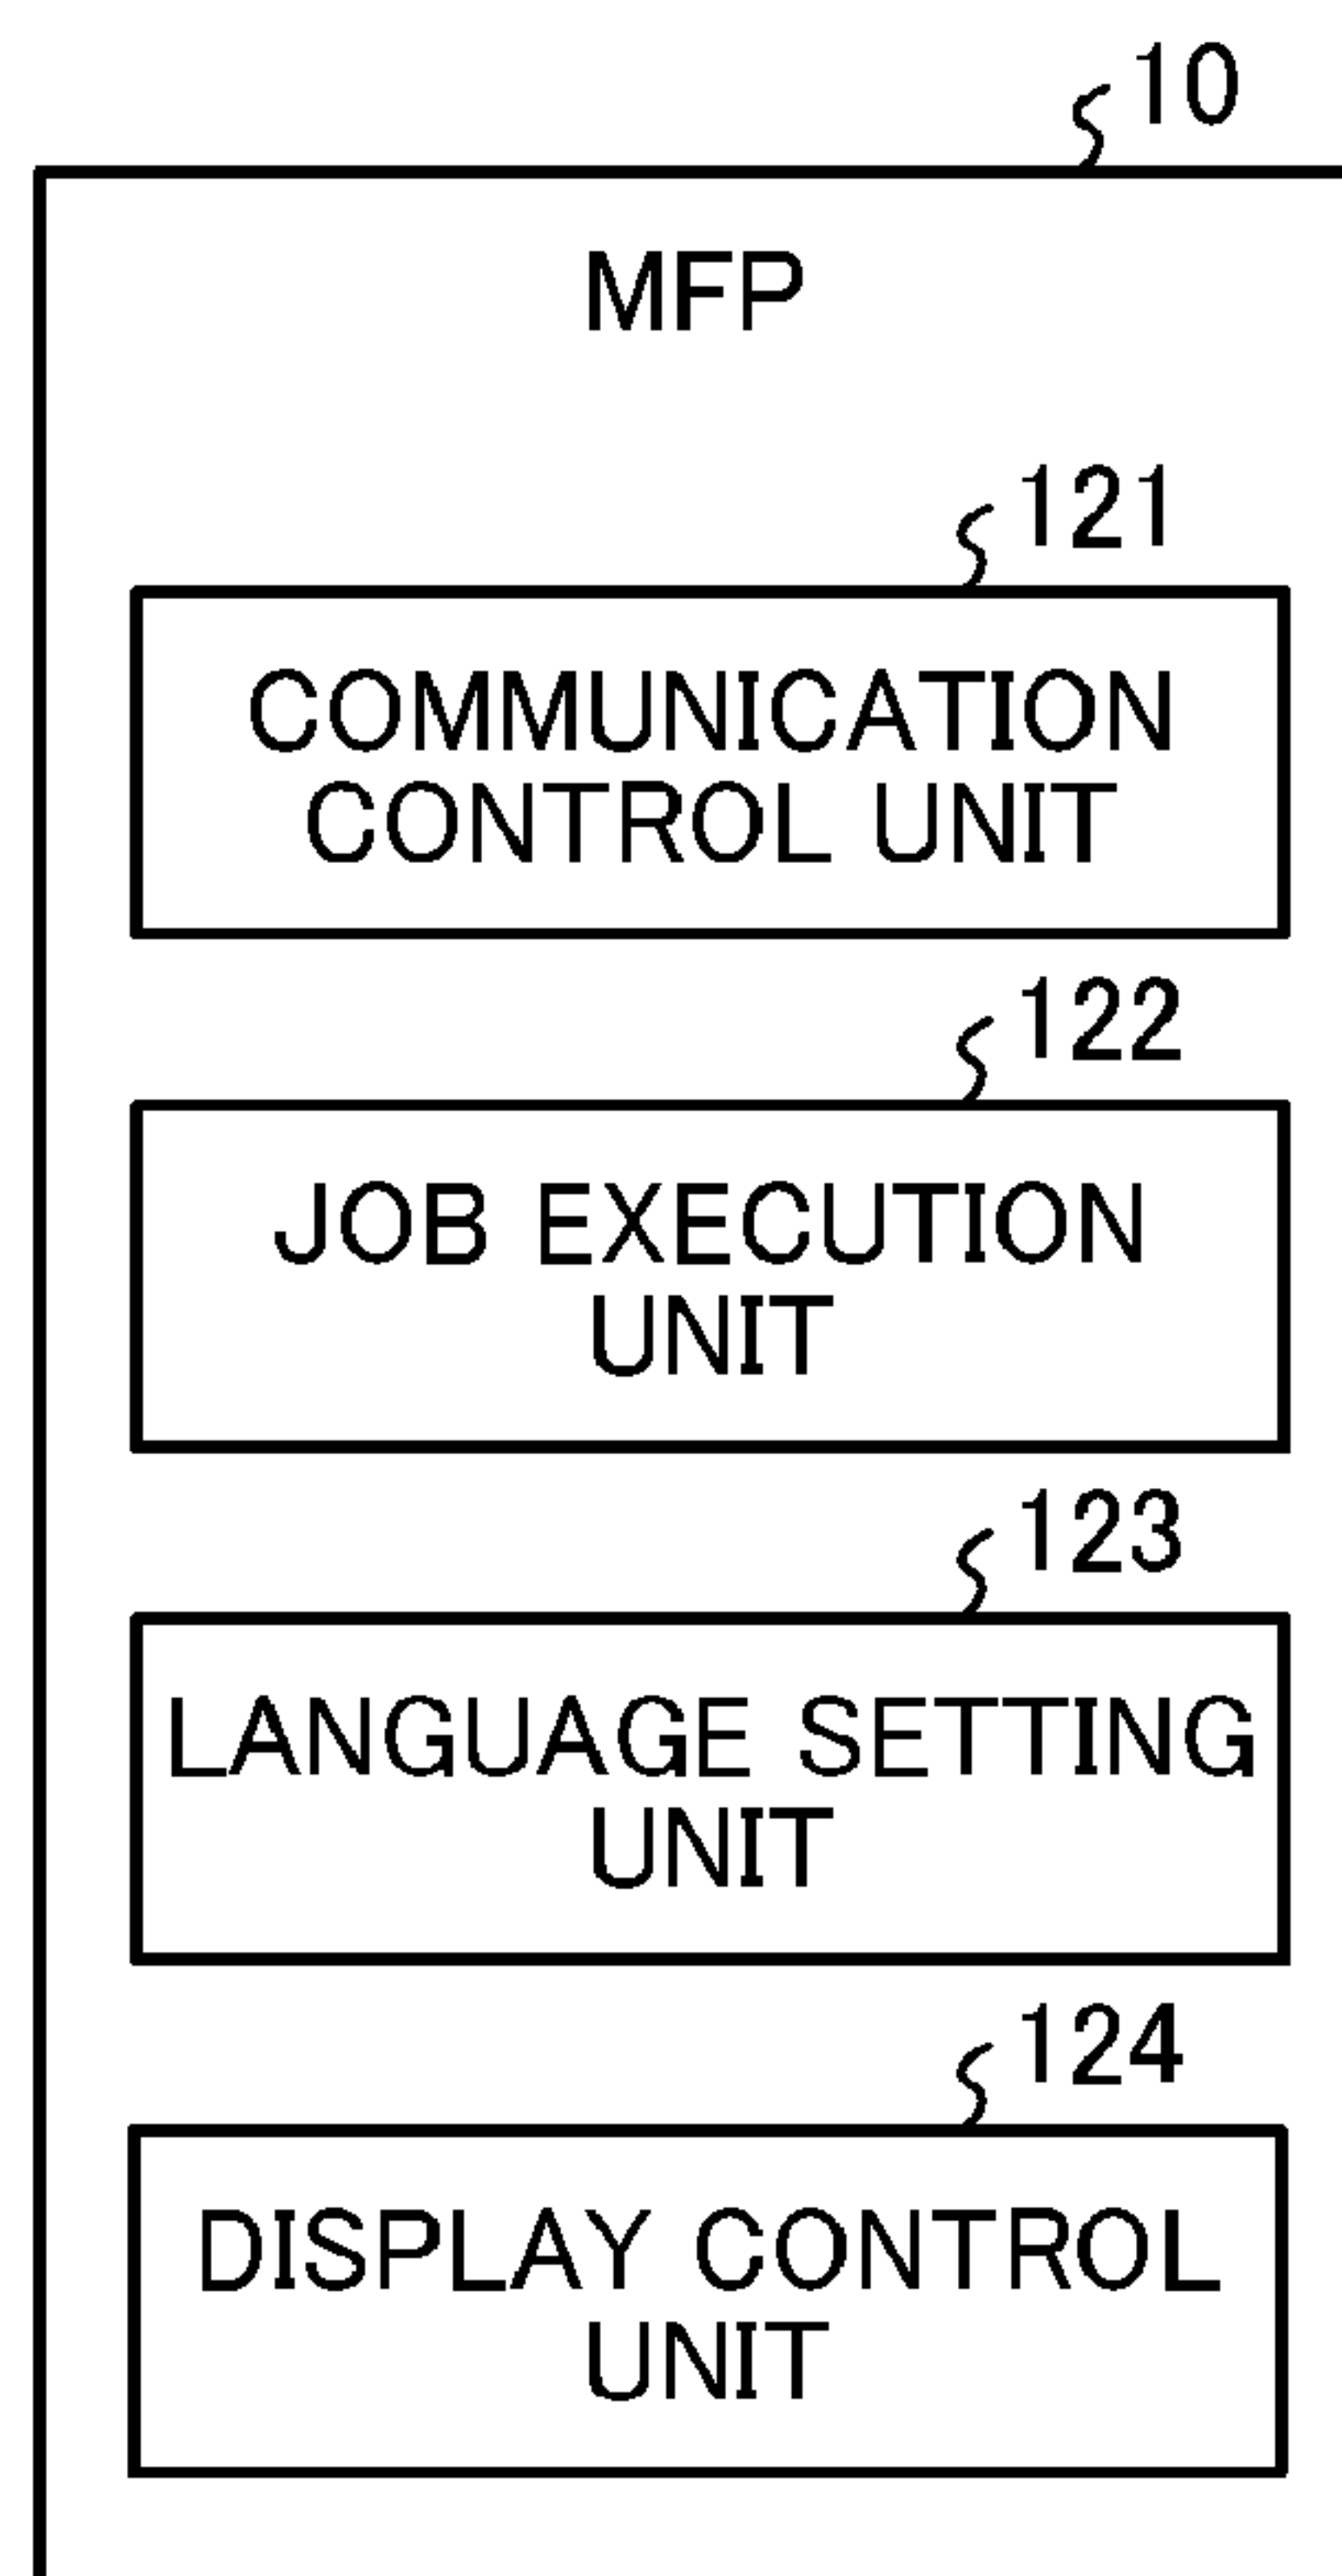 10
MFP
121
COMMUNICATION
CONTROL UNIT
122
JOB EXECUTION
UNIT
123
LANGUAGE SETTING
UNIT
124
DISPLAY CONTROL
UNIT